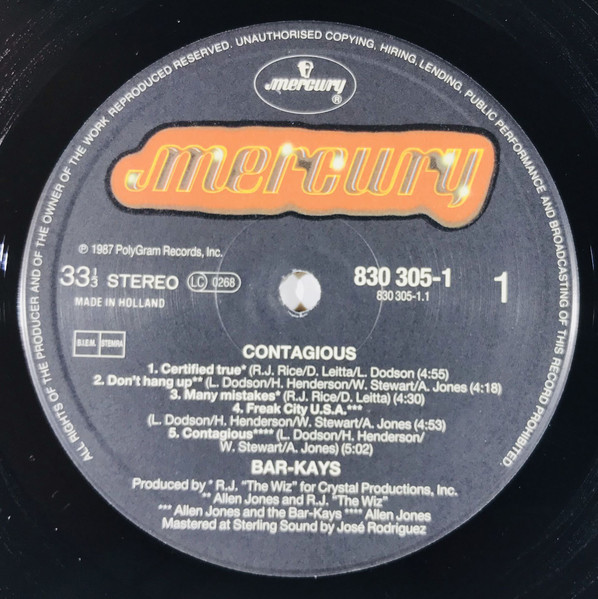 ALL RIGHTS OF THE PRODUCER AND OF THE OWNER OF THE WORK REPRODUCED RESERVED. UNAUTHORISED COPYING, HIRING, LENDING, PUBLIC PERFORMANCE AND BROADCASTING OF THIS RECORD PROHIBITED.
mercury ®
mercury
℗ 1987 PolyGram Records, Inc.
33⅓ STEREO LC 0268
MADE IN HOLLAND
830 305-1
830 305-1.1
1
B.I.E.M. STEMRA
CONTAGIOUS
1. Certified true* (R.J. Rice/D. Leitta/L. Dodson) (4:55)
2. Don't hang up** (L. Dodson/H. Henderson/W. Stewart/A. Jones) (4:18)
3. Many mistakes* (R.J. Rice/D. Leitta) (4:30)
4. Freak City U.S.A.***
(L. Dodson/H. Henderson/W. Stewart/A. Jones) (4:53)
5. Contagious**** (L. Dodson/H. Henderson/
W. Stewart/A. Jones) (5:02)
BAR-KAYS
Produced by * R.J. "The Wiz" for Crystal Productions, Inc.
** Allen Jones and R.J. "The Wiz"
*** Allen Jones and the Bar-Kays **** Allen Jones
Mastered at Sterling Sound by José Rodriguez